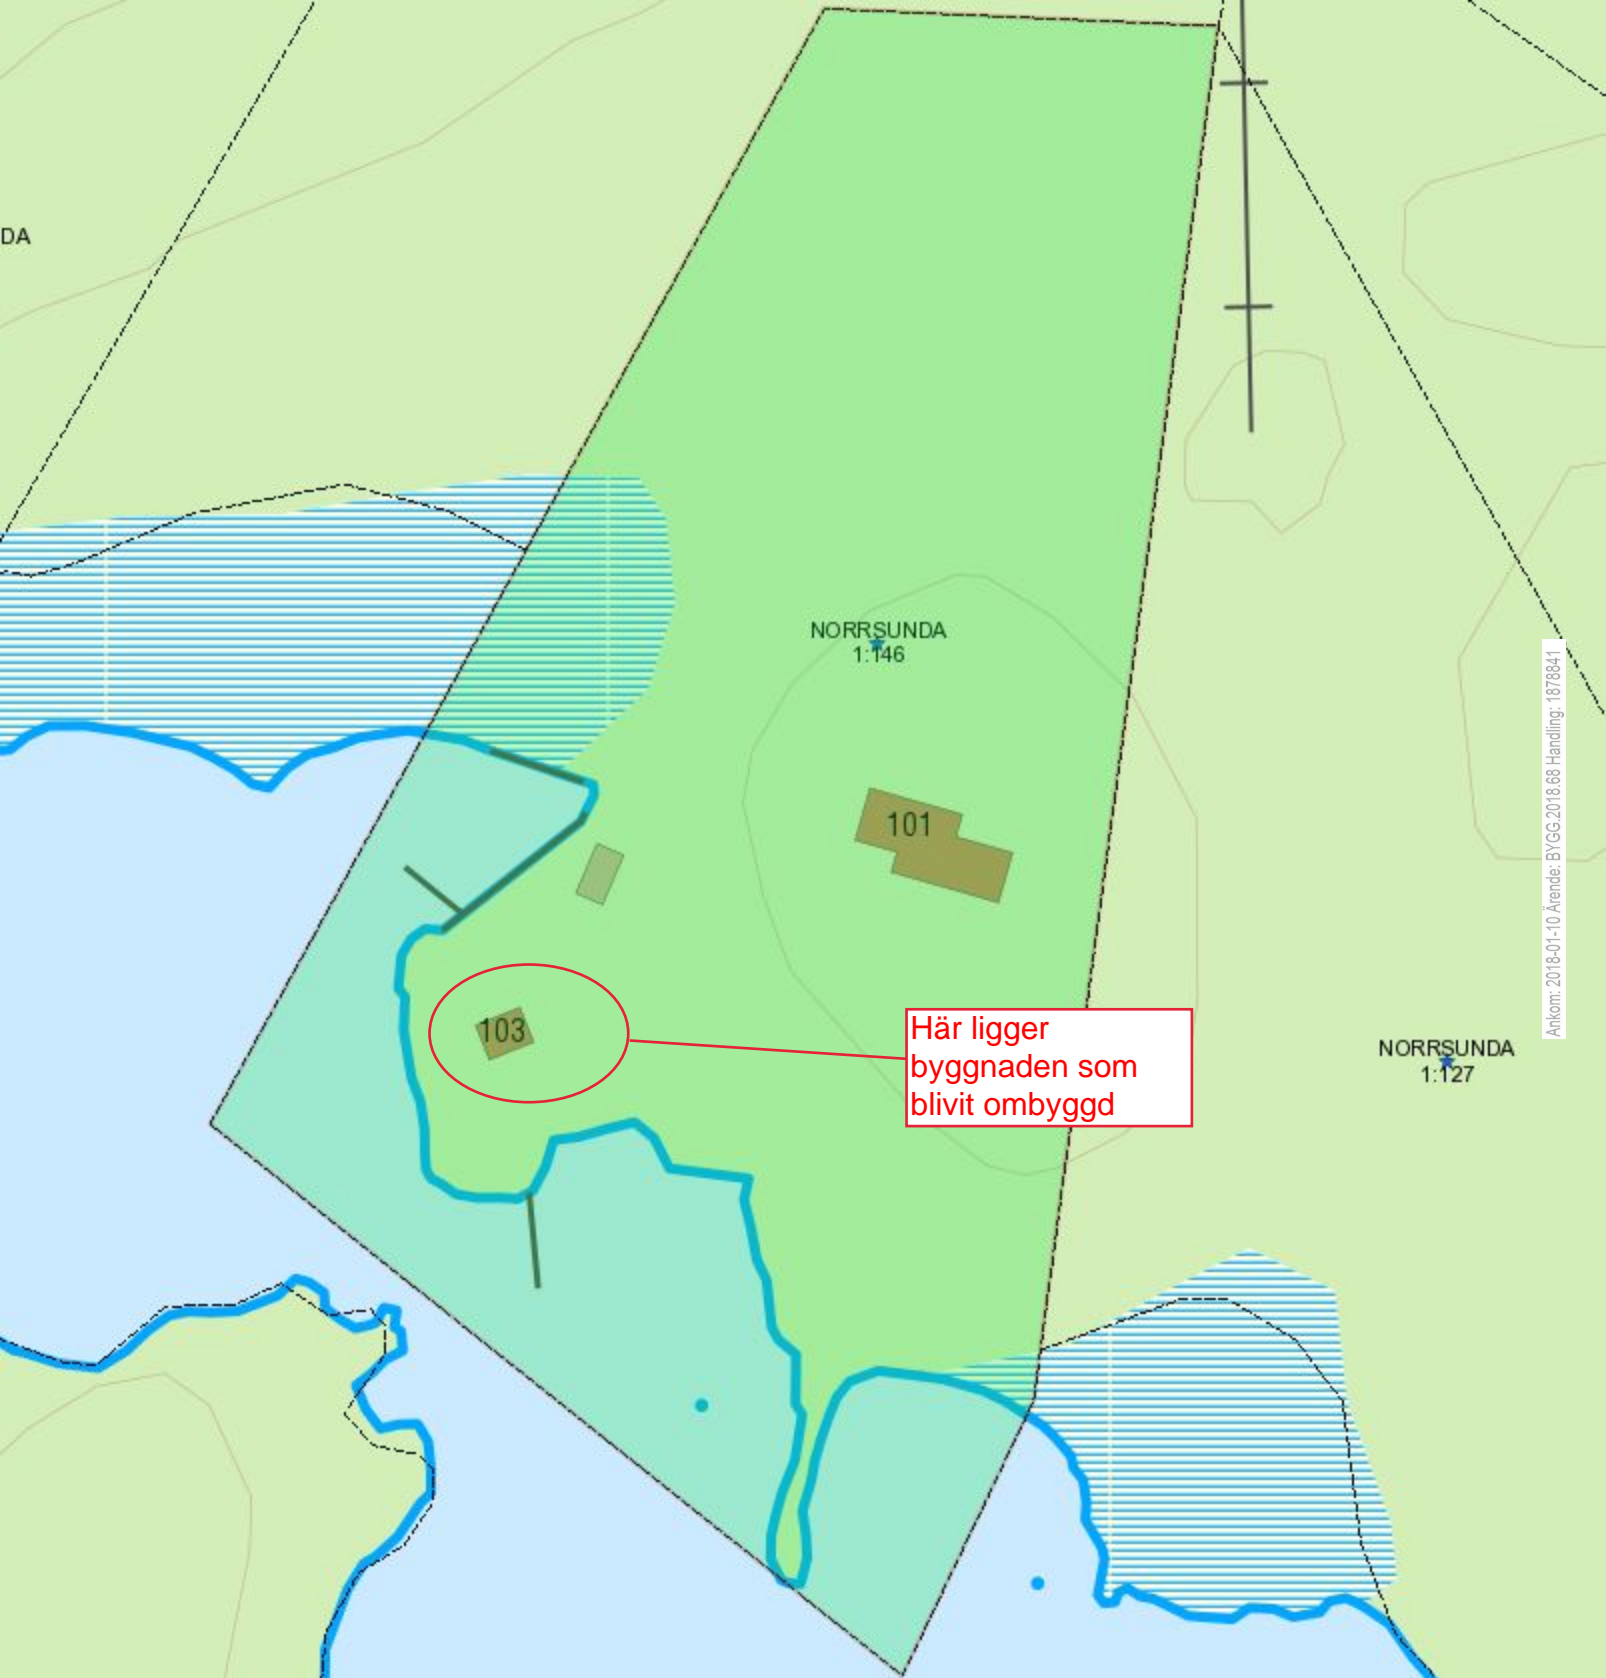 DA
NORRSUNDA
1:146
101
103
Här ligger
byggnaden som
blivit ombyggd
NORRSUNDA
1:127
Ankom: 2018-01-10 Ärende: BYGG.2018.68 Handling: 1878841